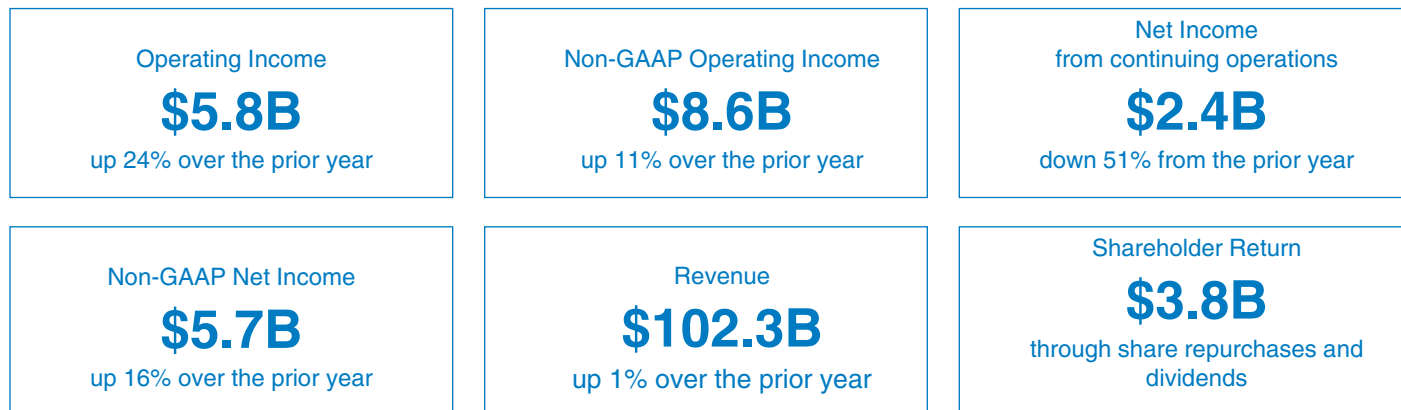 Operating Income
$5.8B
up 24% over the prior year
Non-GAAP Operating Income
$8.6B
up 11% over the prior year
Net Income
from continuing operations
$2.4B
down 51% from the prior year
Non-GAAP Net Income
$5.7B
up 16% over the prior year
Revenue
$102.3B
up 1% over the prior year
Shareholder Return
$3.8B
through share repurchases and
dividends